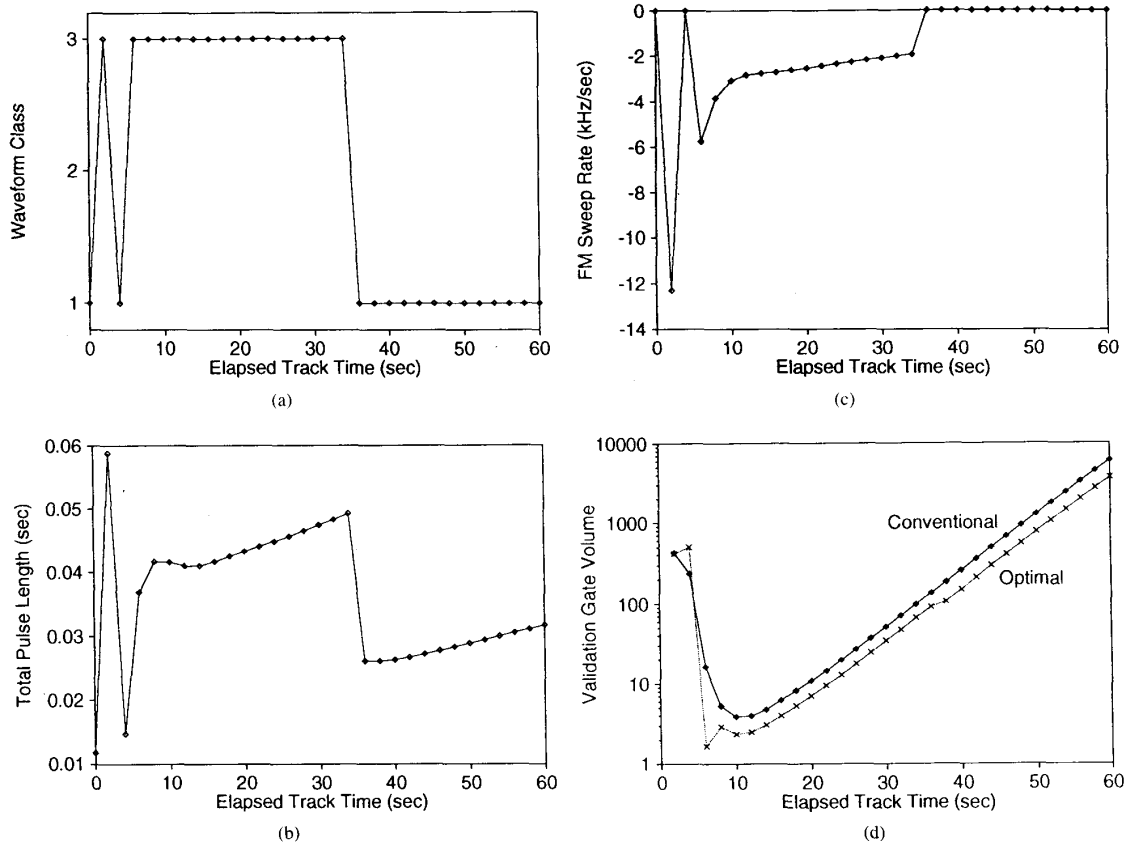 3
2
1
Waveform Class
0 10 20 30 40 50 60
Elapsed Track Time (sec)
(a)
0
-2
-4
-6
-8
-10
-12
-14
FM Sweep Rate (kHz/sec)
0 10 20 30 40 50 60
Elapsed Track Time (sec)
(c)
0.06
0.05
0.04
0.03
0.02
0.01
Total Pulse Length (sec)
0 10 20 30 40 50 60
Elapsed Track Time (sec)
(b)
10000
1000
100
10
1
Validation Gate Volume
Conventional
Optimal
0 10 20 30 40 50 60
Elapsed Track Time (sec)
(d)